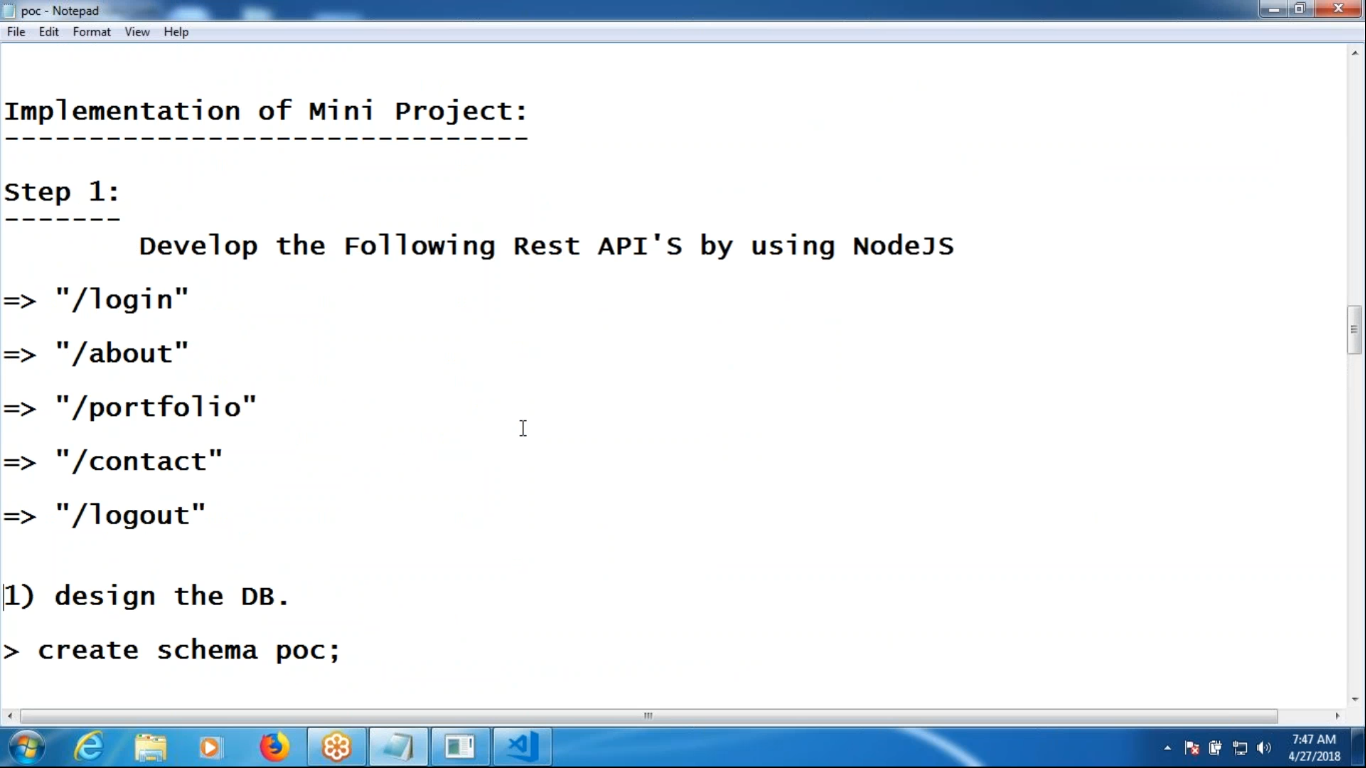 poc - Notepad
File Edit Format View Help
Implementation of Mini Project:
-------------------------------
Step 1:
-------
Develop the Following Rest API'S by using NodeJS
=> "/login"
=> "/about"
=> "/portfolio"
=> "/contact"
=> "/logout"
1) design the DB.
> create schema poc;
7:47 AM
4/27/2018